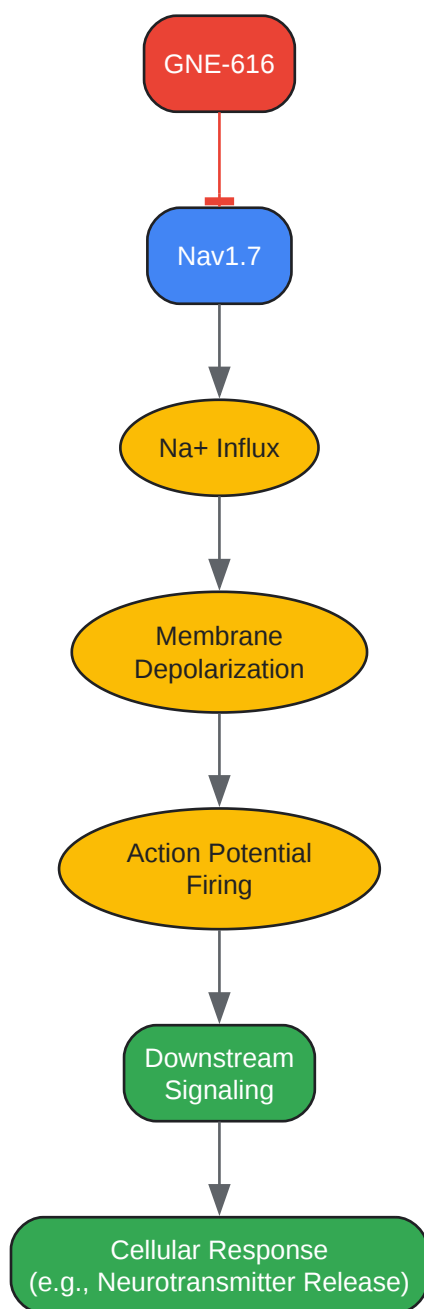 GNE-616
Nav1.7
Na+ Influx
Membrane
Depolarization
Action Potential
Firing
Downstream
Signaling
Cellular Response
(e.g., Neurotransmitter Release)